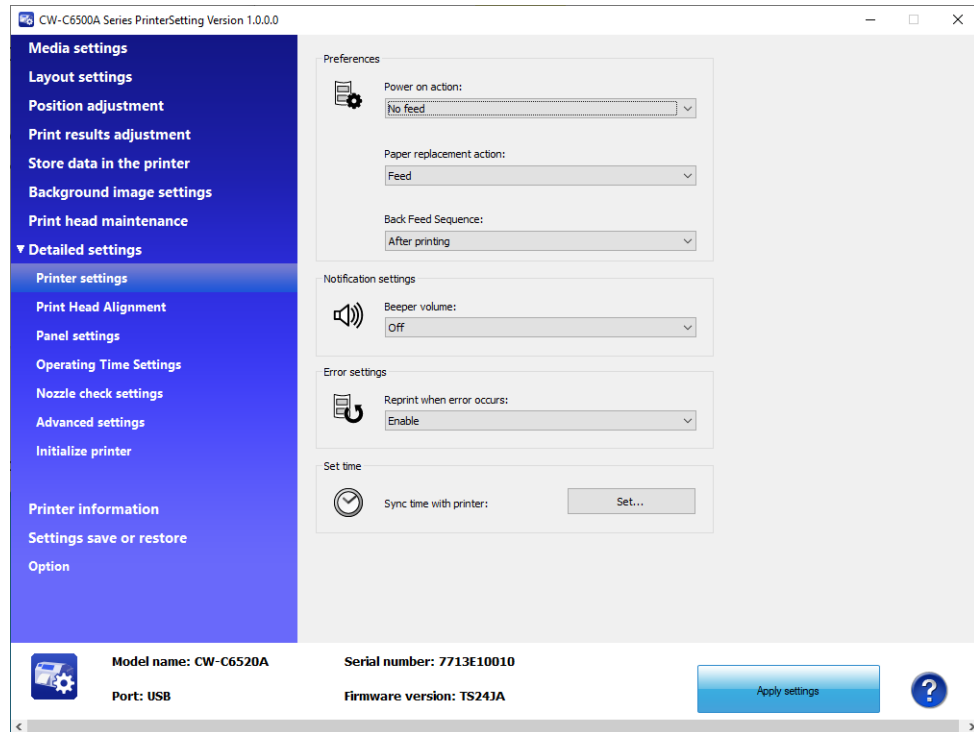 CW-C6500A Series PrinterSetting Version 1.0.0.0
Media settings
Layout settings
Position adjustment
Print results adjustment
Store data in the printer
Background image settings
Print head maintenance
Detailed settings
Printer settings
Print Head Alignment
Panel settings
Operating Time Settings
Nozzle check settings
Advanced settings
Initialize printer
Printer information
Settings save or restore
Option
Preferences
Power on action:
No feed
Paper replacement action:
Feed
Back Feed Sequence:
After printing
Notification settings
Beeper volume:
Off
Error settings
Reprint when error occurs:
Enable
Set time
Sync time with printer:
Set...
Model name: CW-C6520A
Serial number: 7713E10010
Port: USB
Firmware version: TS24JA
Apply settings
?